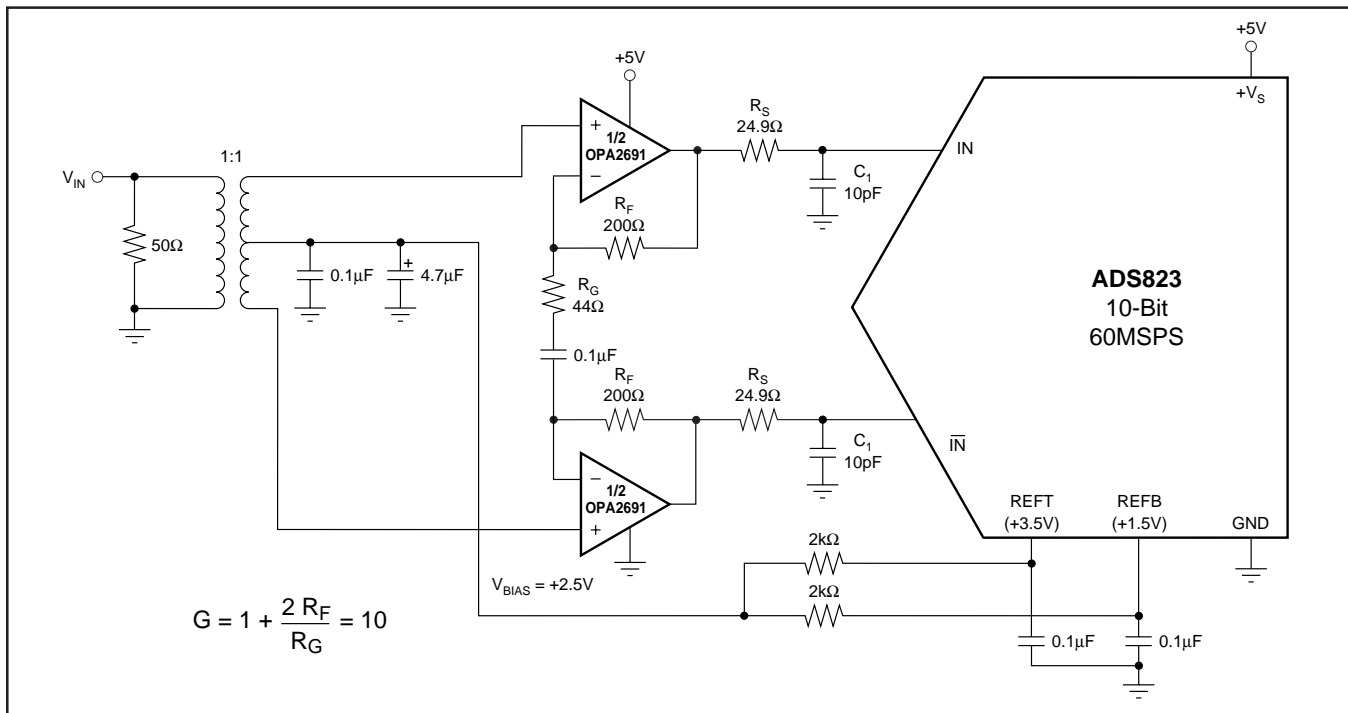 +5V
+5V
+V_S
1/2
OPA2691
+
−
R_S
24.9Ω
IN
1:1
V_IN
C_1
10pF
R_F
200Ω
50Ω
0.1µF
+
4.7µF
R_G
44Ω
ADS823
10-Bit
60MSPS
0.1µF
R_F
200Ω
R_S
24.9Ω
I̅N̅
C_1
10pF
−
1/2
OPA2691
+
REFT
(+3.5V)
REFB
(+1.5V)
GND
2kΩ
V_BIAS = +2.5V
2kΩ
G = 1 + 2 R_F / R_G = 10
0.1µF
0.1µF